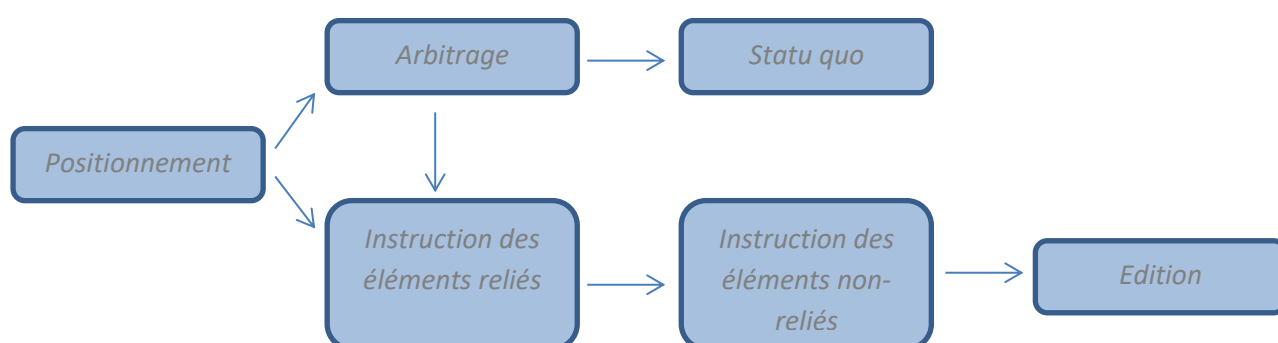 Arbitrage
Statu quo
Positionnement
Instruction des
éléments reliés
Instruction des
éléments non-
reliés
Edition